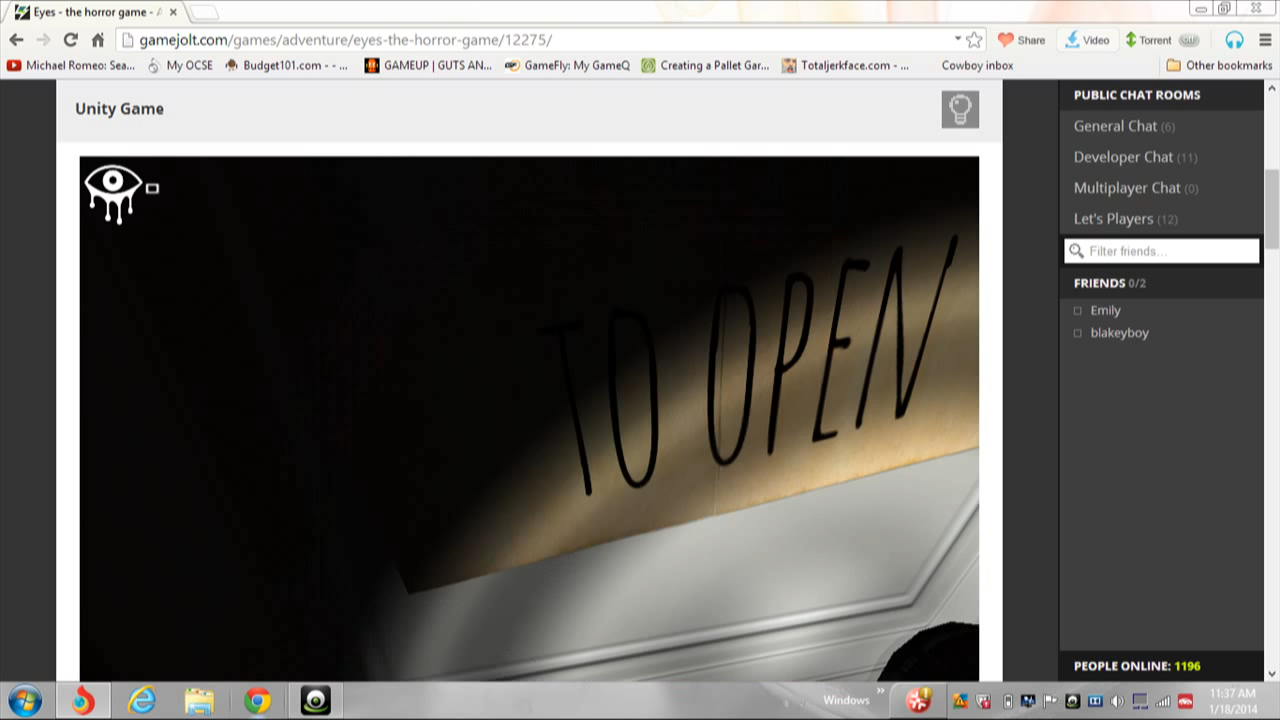 Eyes - the horror game - A
gamejolt.com/games/adventure/eyes-the-horror-game/12275/
Share
Video
Torrent
Michael Romeo: Sea...
My OCSE
Budget101.com - - ...
GAMEUP | GUTS AN...
GameFly: My GameQ
Creating a Pallet Gar...
Totaljerkface.com - ...
Cowboy inbox
Other bookmarks
Unity Game
TO OPEN
PUBLIC CHAT ROOMS
General Chat (6)
Developer Chat (11)
Multiplayer Chat (0)
Let's Players (12)
Filter friends...
FRIENDS 0/2
Emily
blakeyboy
PEOPLE ONLINE: 1196
Windows
11:37 AM
1/18/2014